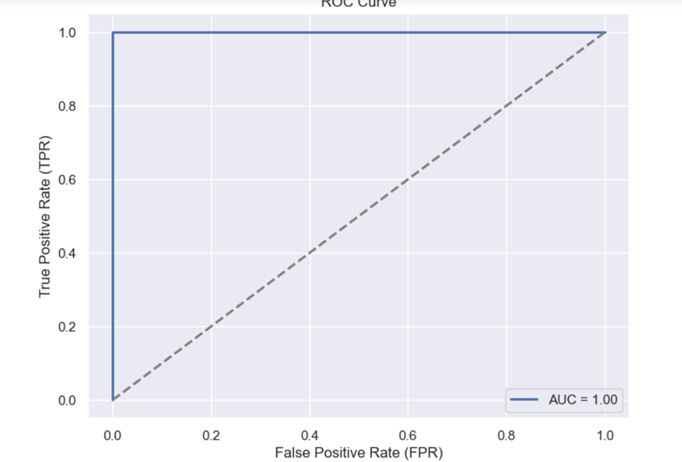 ROC Curve
1.0
0.8
0.6
0.4
0.2
0.0
True Positive Rate (TPR)
AUC = 1.00
0.0 0.2 0.4 0.6 0.8 1.0
False Positive Rate (FPR)